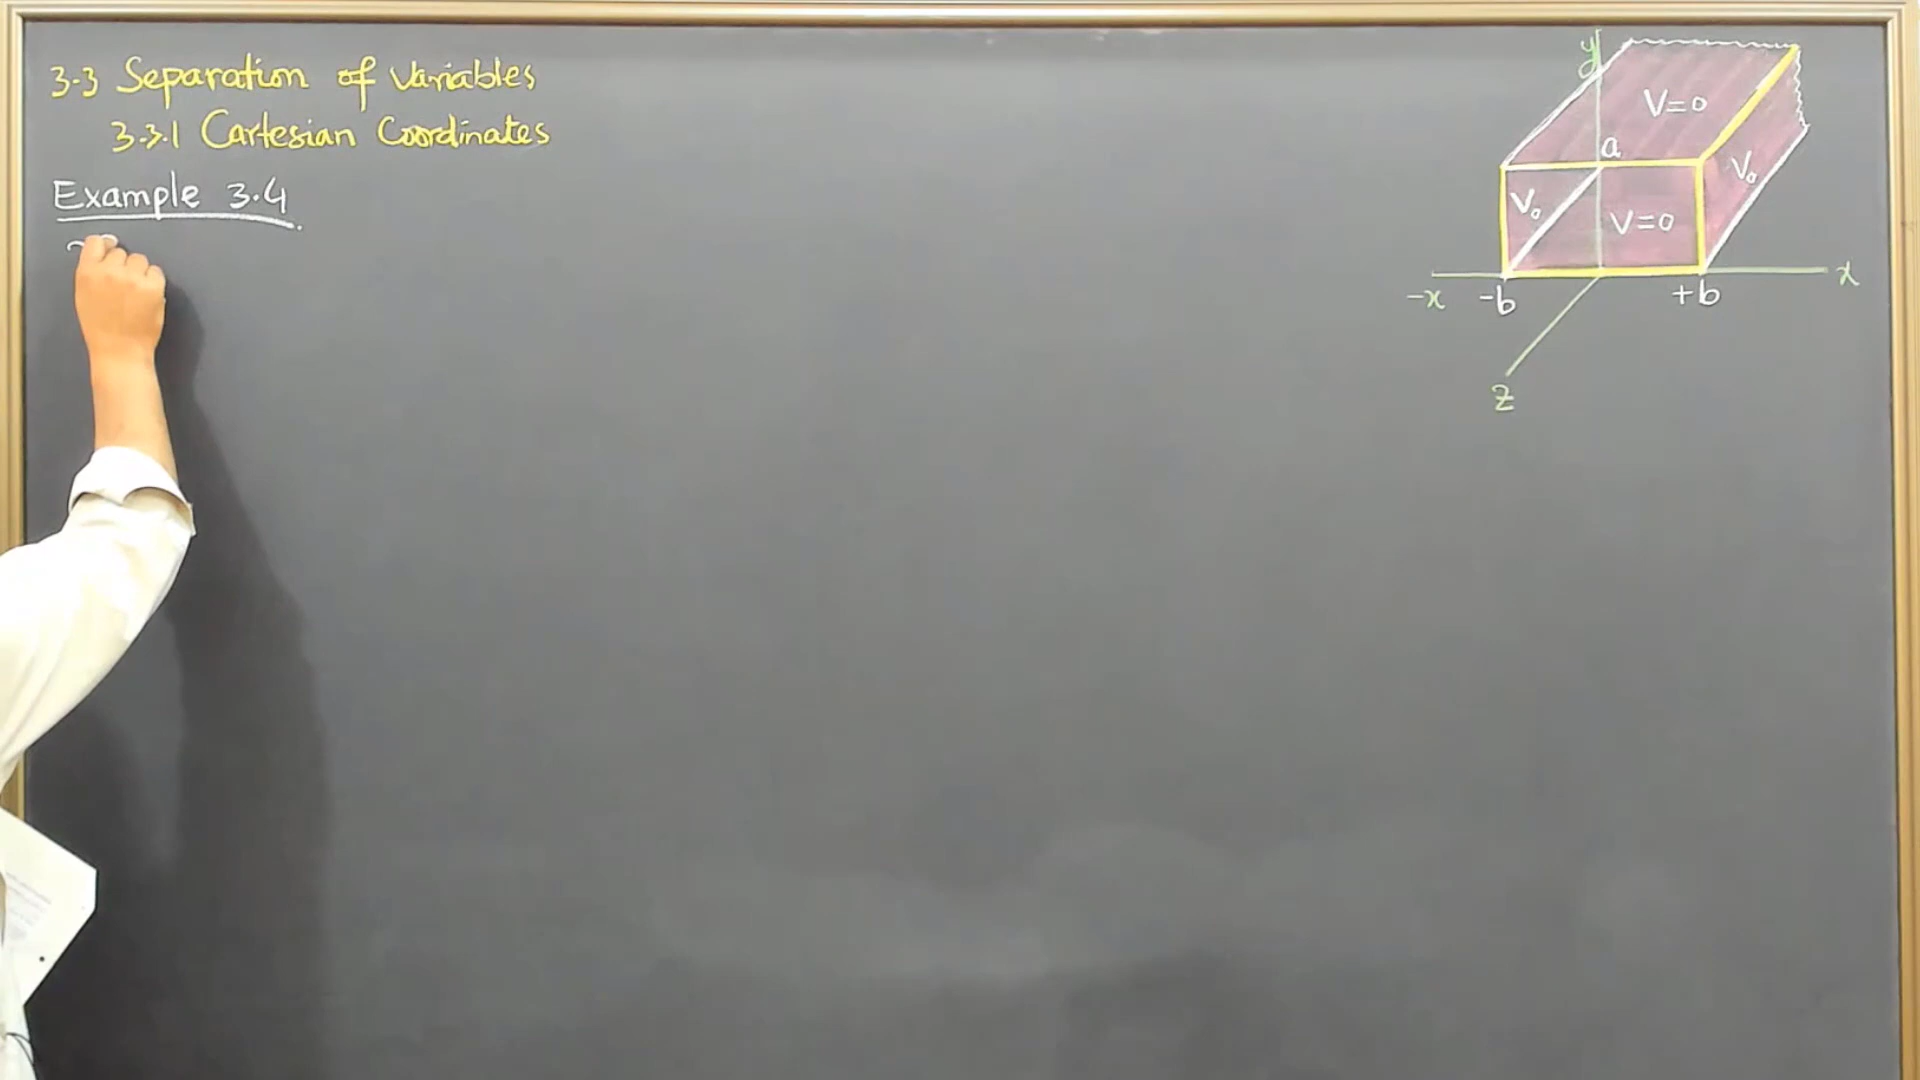 3.3 Separation of Variables
3.3.1 Cartesian Coordinates
Example 3.4
y
V=0
a
V₀
V₀
V=0
-x
-b
+b
x
z